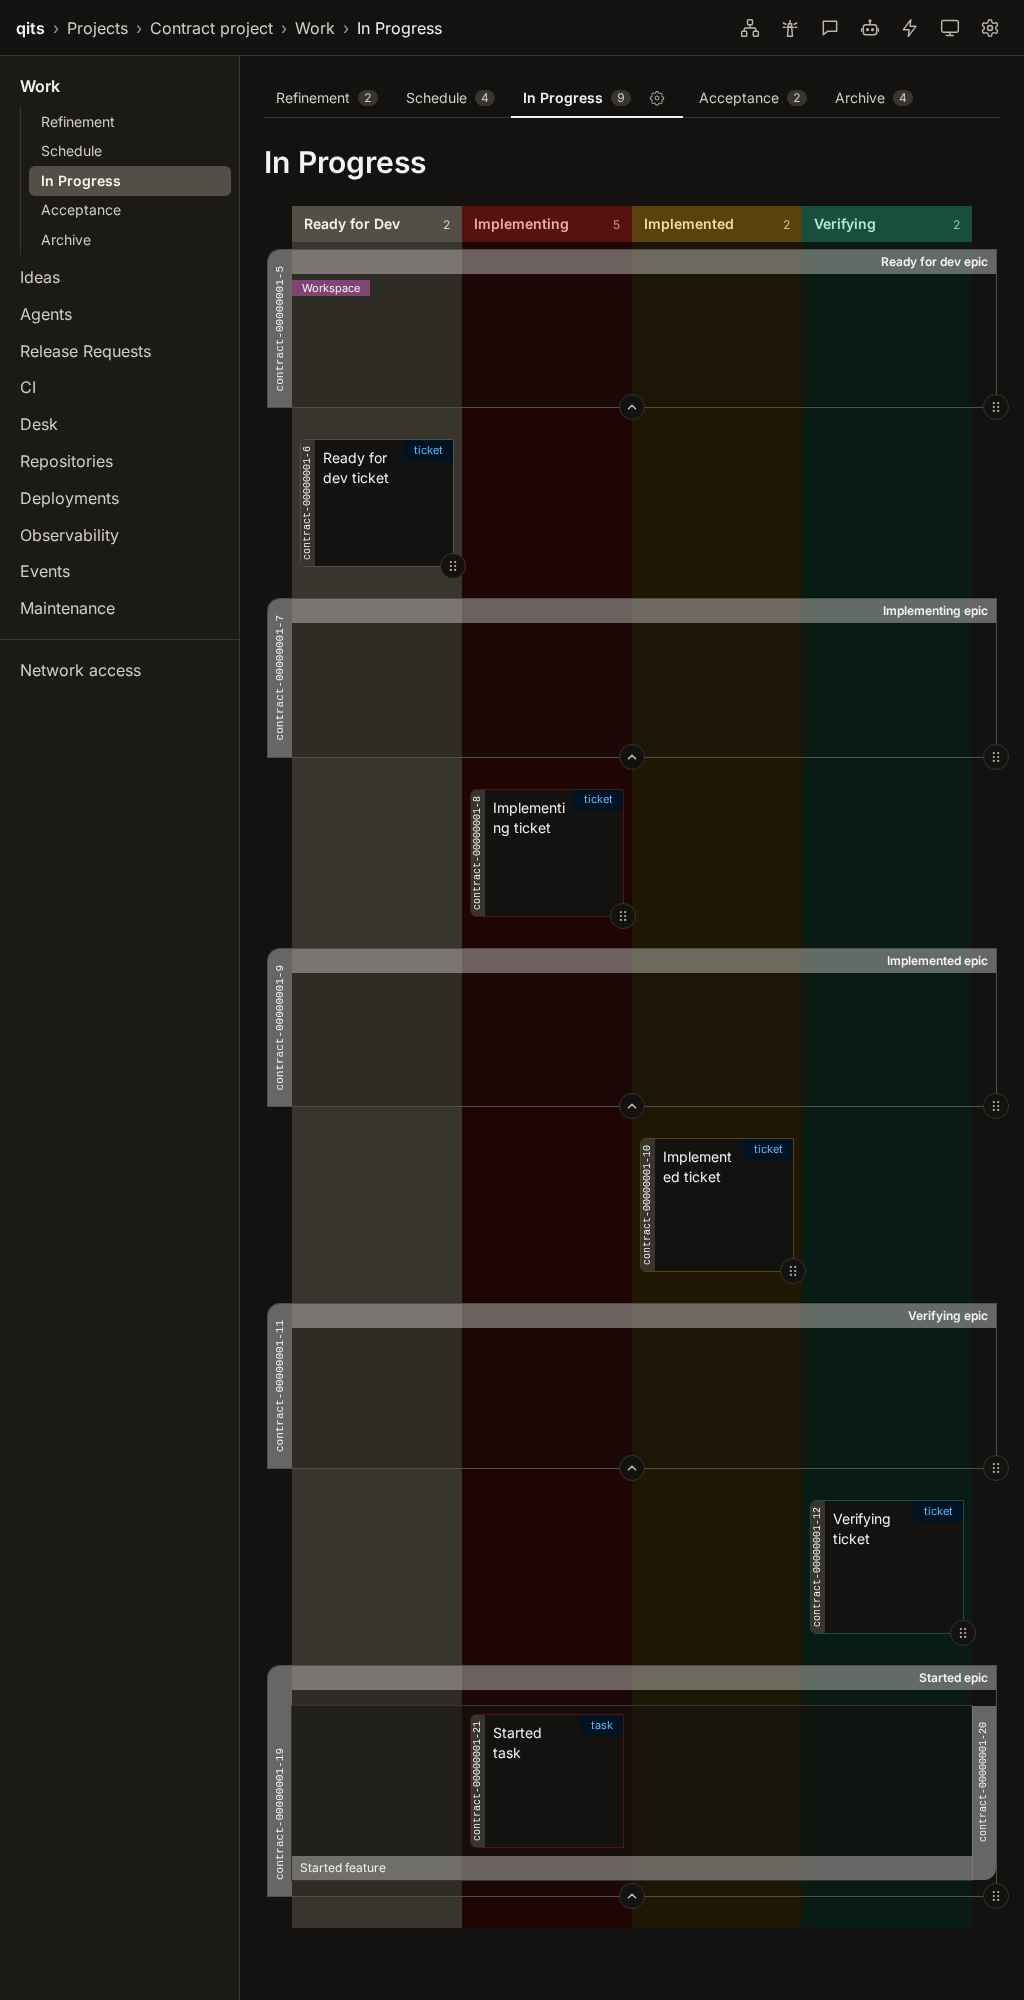 qits › Projects › Contract project › Work › In Progress
Work
Refinement
Schedule
In Progress
Acceptance
Archive
Ideas
Agents
Release Requests
CI
Desk
Repositories
Deployments
Observability
Events
Maintenance
Network access
Refinement 2 Schedule 4 In Progress 9 Acceptance 2 Archive 4
In Progress
Ready for Dev 2 Implementing 5 Implemented 2 Verifying 2
contract-00000001-5
Ready for dev epic
Workspace
contract-00000001-6
Ready for
dev ticket
ticket
contract-00000001-7
Implementing epic
contract-00000001-8
Implementi
ng ticket
ticket
contract-00000001-9
Implemented epic
contract-00000001-10
Implement
ed ticket
ticket
contract-00000001-11
Verifying epic
contract-00000001-12
Verifying
ticket
ticket
contract-00000001-19
Started epic
contract-00000001-21
Started
task
task
contract-00000001-20
Started feature